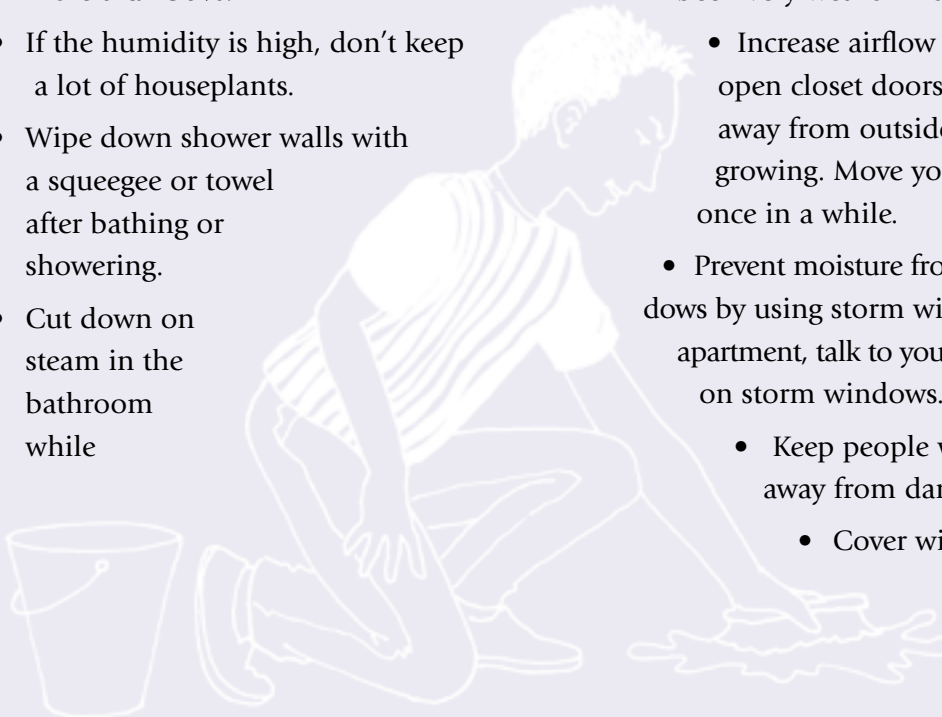 • If the humidity is high, don’t keep
a lot of houseplants.
• Wipe down shower walls with
a squeegee or towel
after bathing or
showering.
• Cut down on
steam in the
bathroom
while
• Increase airflow
open closet doors
away from outside
growing. Move yo
once in a while.
• Prevent moisture fro
dows by using storm wi
apartment, talk to you
on storm windows.
• Keep people w
away from dar
• Cover wi